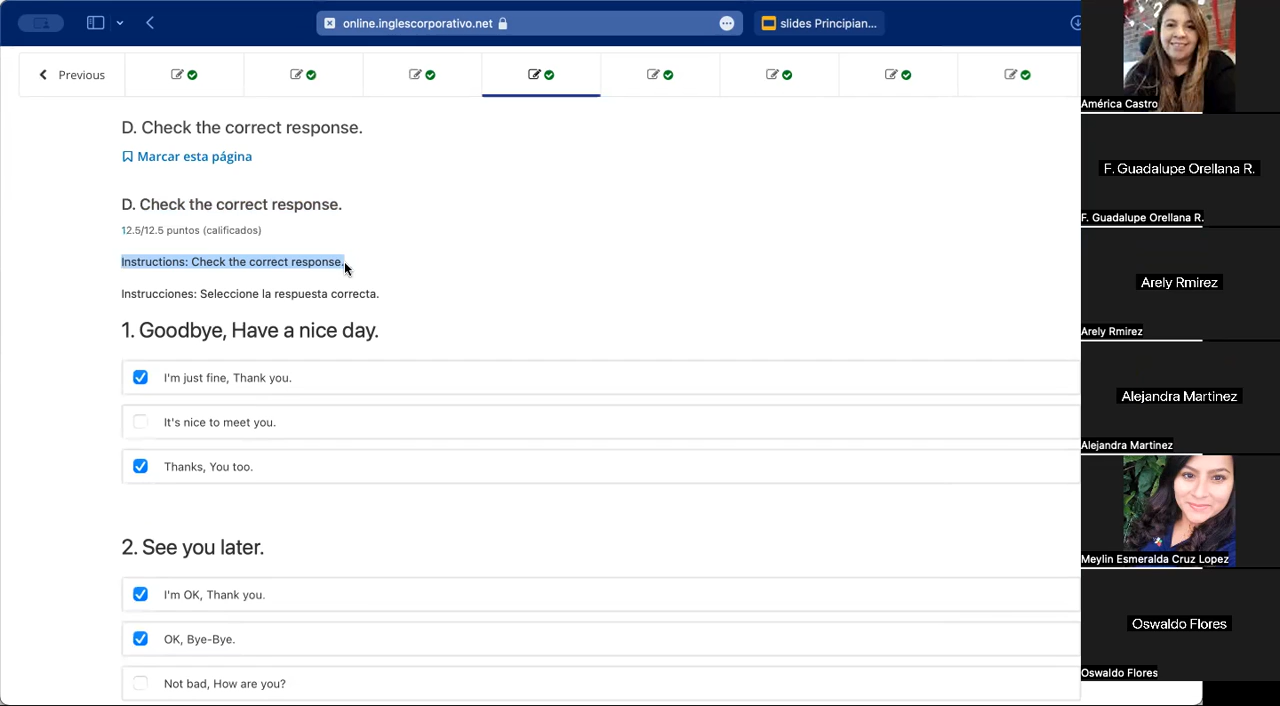 online.inglescorporativo.net
slides Principian...
Previous
D. Check the correct response.
Marcar esta página
D. Check the correct response.
12.5/12.5 puntos (calificados)
Instructions: Check the correct response.
Instrucciones: Seleccione la respuesta correcta.
1. Goodbye, Have a nice day.
I'm just fine, Thank you.
It's nice to meet you.
Thanks, You too.
2. See you later.
I'm OK, Thank you.
OK, Bye-Bye.
Not bad, How are you?
América Castro
F. Guadalupe Orellana R.
F. Guadalupe Orellana R.
Arely Rmirez
Arely Rmirez
Alejandra Martinez
Alejandra Martinez
Meylin Esmeralda Cruz Lopez
Oswaldo Flores
Oswaldo Flores